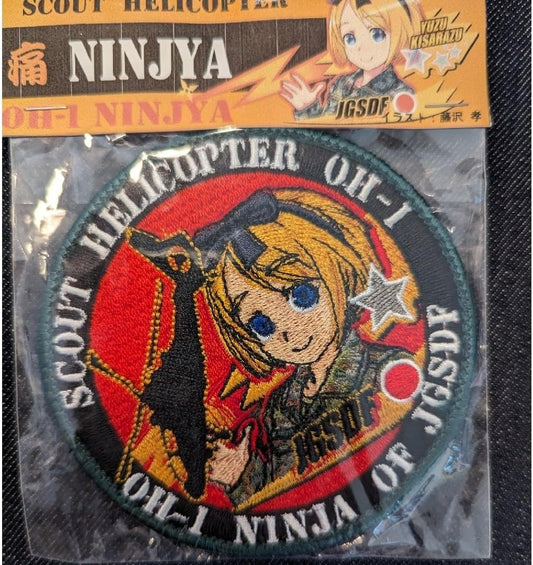 SCOUT HELICOPTER
痛 NINJYA
OH-1 NINJYA
YUZU
KISARAZU
JGSDF
イラスト：藤沢 孝
SCOUT HELICOPTER OH-1
JGSDF
OH-1 NINJA OF JGSDF